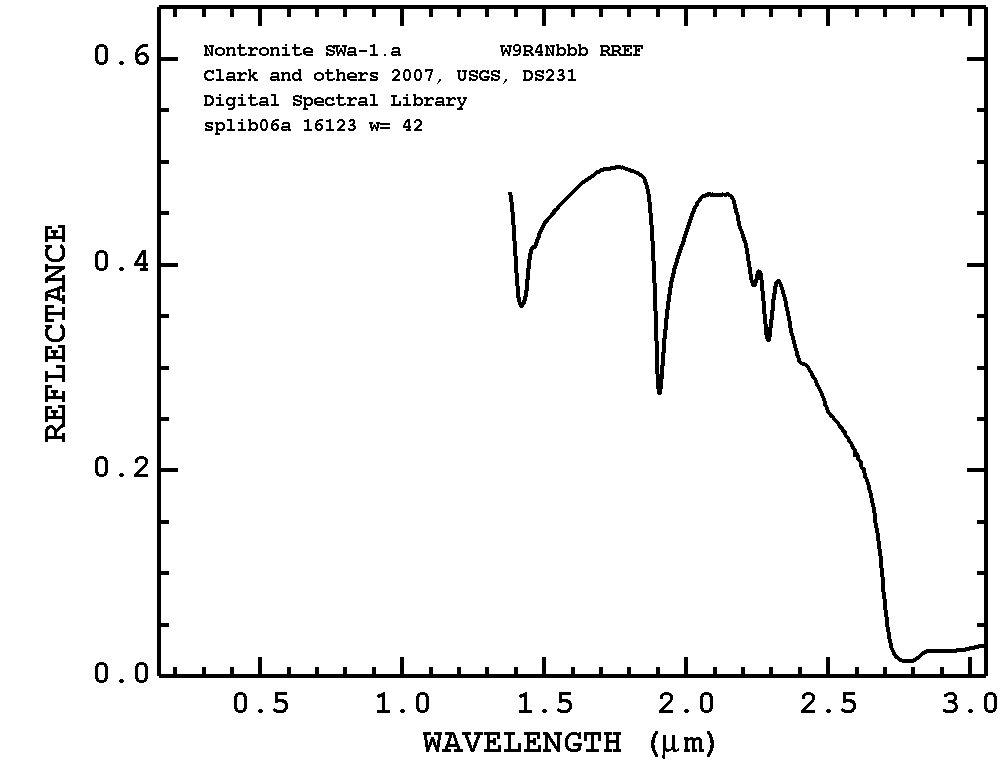 Nontronite SWa-1.a W9R4Nbbb RREF
Clark and others 2007, USGS, DS231
Digital Spectral Library
splib06a 16123 w= 42
0.6
0.4
0.2
0.0
REFLECTANCE
0.5 1.0 1.5 2.0 2.5 3.0
WAVELENGTH (μm)